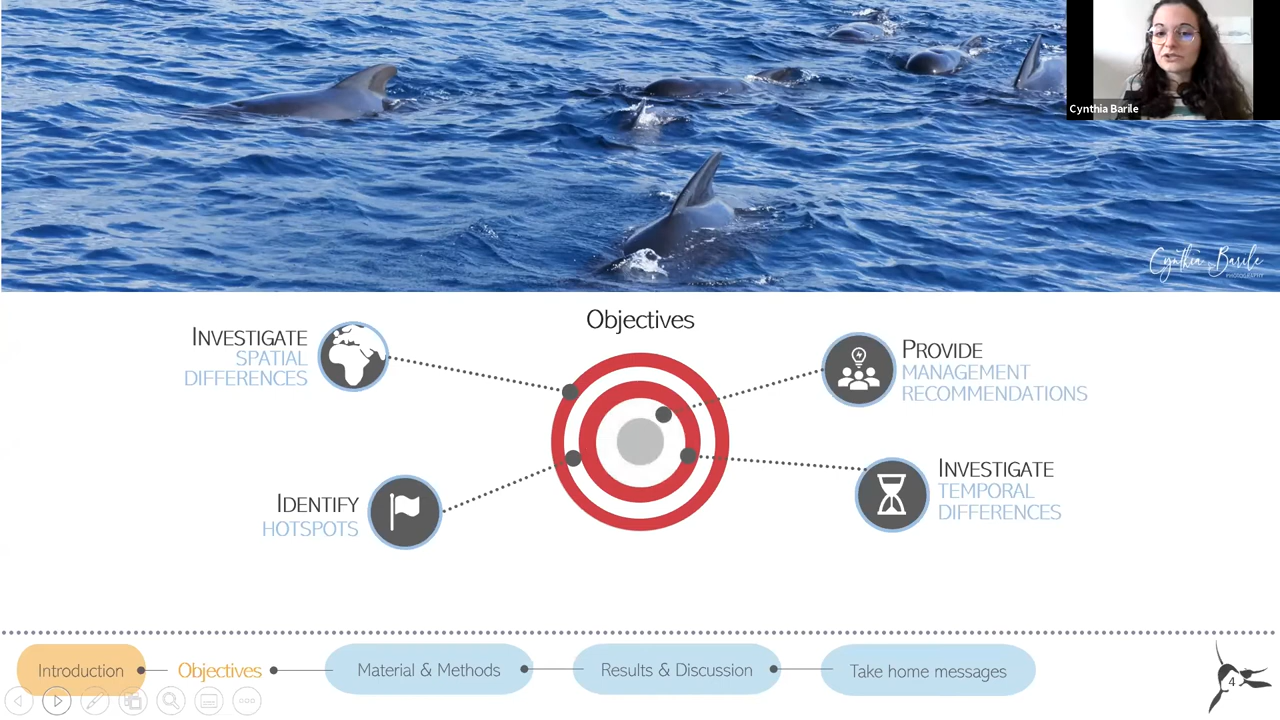 Cynthia Barile
Cynthia Barile
PHOTOGRAPHY
Objectives
INVESTIGATE
SPATIAL
DIFFERENCES
PROVIDE
MANAGEMENT
RECOMMENDATIONS
IDENTIFY
HOTSPOTS
INVESTIGATE
TEMPORAL
DIFFERENCES
Introduction
Objectives
Material & Methods
Results & Discussion
Take home messages
4